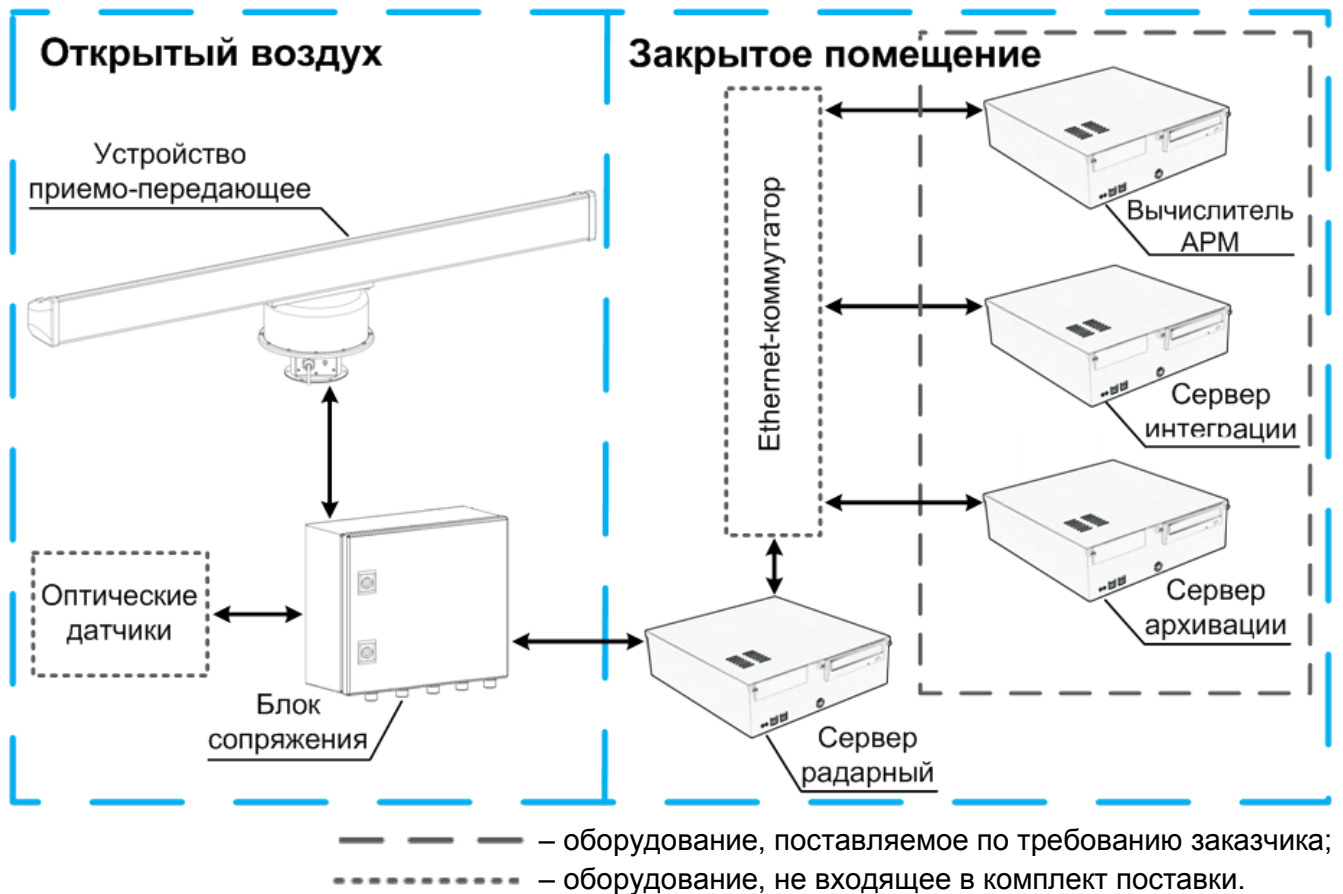 Открытый воздух
Закрытое помещение
Устройство
приемо-передающее
Ethernet-коммутатор
Вычислитель
АРМ
Сервер
интеграции
Сервер
архивации
Оптические
датчики
Блок
сопряжения
Сервер
радарный
– оборудование, поставляемое по требованию заказчика;
– оборудование, не входящее в комплект поставки.